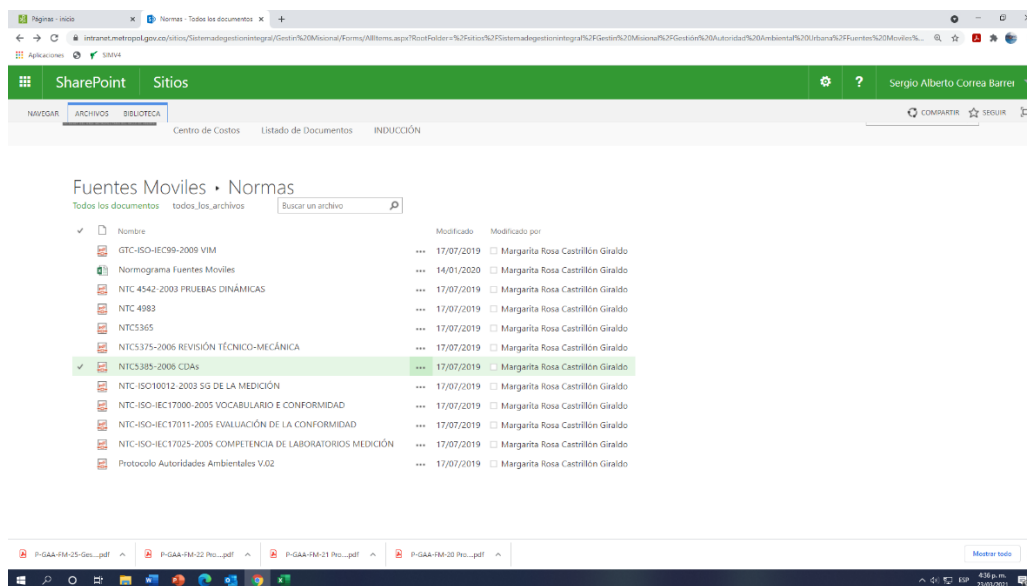 Páginas - inicio
Normas - Todos los documentos
intranet.metropol.gov.co/sitios/Sistemadegestionintegral/Gestin%20Misional/Forms/AllItems.aspx?RootFolder=%2Fsitios%2FSistemadegestionintegral%2FGestin%20Misional%2FGestión%20Autoridad%20Ambiental%20Urbana%2FFuentes%20Moviles%...
Aplicaciones SIMV4
SharePoint Sitios ? Sergio Alberto Correa Barrei
NAVEGAR ARCHIVOS BIBLIOTECA COMPARTIR SEGUIR
Centro de Costos Listado de Documentos INDUCCIÓN
Fuentes Moviles • Normas
Todos los documentos todos_los_archivos Buscar un archivo
Nombre Modificado Modificado por
GTC-ISO-IEC99-2009 VIM ... 17/07/2019 Margarita Rosa Castrillón Giraldo
Normograma Fuentes Moviles ... 14/01/2020 Margarita Rosa Castrillón Giraldo
NTC 4542-2003 PRUEBAS DINÁMICAS ... 17/07/2019 Margarita Rosa Castrillón Giraldo
NTC 4983 ... 17/07/2019 Margarita Rosa Castrillón Giraldo
NTC5365 ... 17/07/2019 Margarita Rosa Castrillón Giraldo
NTC5375-2006 REVISIÓN TÉCNICO-MECÁNICA ... 17/07/2019 Margarita Rosa Castrillón Giraldo
NTC5385-2006 CDAs ... 17/07/2019 Margarita Rosa Castrillón Giraldo
NTC-ISO10012-2003 SG DE LA MEDICIÓN ... 17/07/2019 Margarita Rosa Castrillón Giraldo
NTC-ISO-IEC17000-2005 VOCABULARIO E CONFORMIDAD ... 17/07/2019 Margarita Rosa Castrillón Giraldo
NTC-ISO-IEC17011-2005 EVALUACIÓN DE LA CONFORMIDAD ... 17/07/2019 Margarita Rosa Castrillón Giraldo
NTC-ISO-IEC17025-2005 COMPETENCIA DE LABORATORIOS MEDICIÓN ... 17/07/2019 Margarita Rosa Castrillón Giraldo
Protocolo Autoridades Ambientales V.02 ... 17/07/2019 Margarita Rosa Castrillón Giraldo
P-GAA-FM-25-Ges....pdf P-GAA-FM-22 Pro....pdf P-GAA-FM-21 Pro....pdf P-GAA-FM-20 Pro....pdf Mostrar todo
ESP 4:36 p. m.
23/03/2021